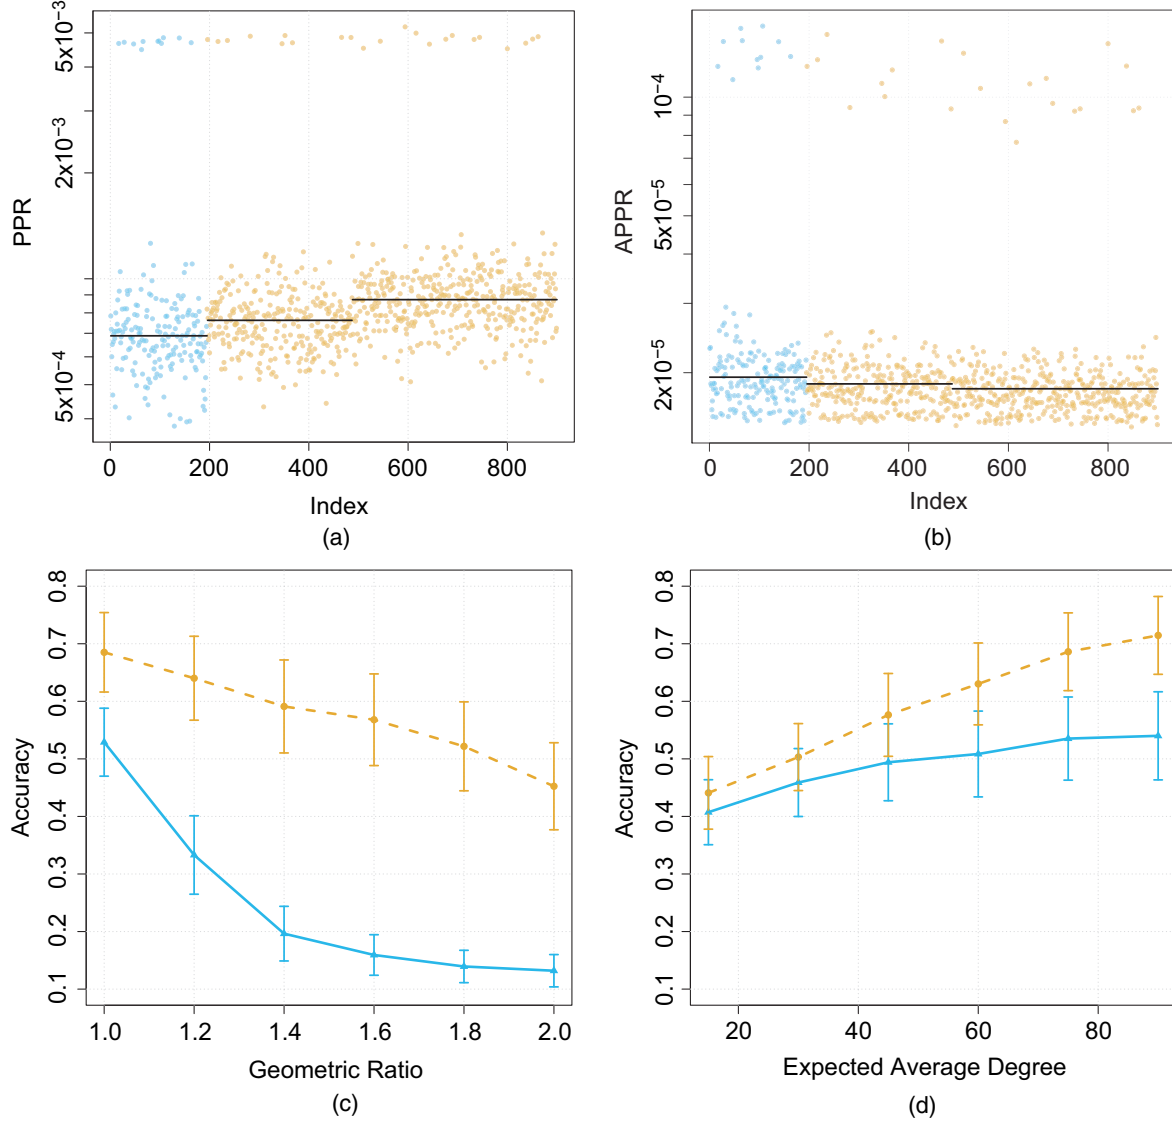 PPR
5x10⁻³
2x10⁻³
5x10⁻⁴
0 200 400 600 800
Index
(a)
APPR
10⁻⁴
5x10⁻⁵
2x10⁻⁵
0 200 400 600 800
Index
(b)
Accuracy
0.8
0.7
0.6
0.5
0.4
0.3
0.2
0.1
1.0 1.2 1.4 1.6 1.8 2.0
Geometric Ratio
(c)
Accuracy
0.8
0.7
0.6
0.5
0.4
0.3
0.2
0.1
20 40 60 80
Expected Average Degree
(d)